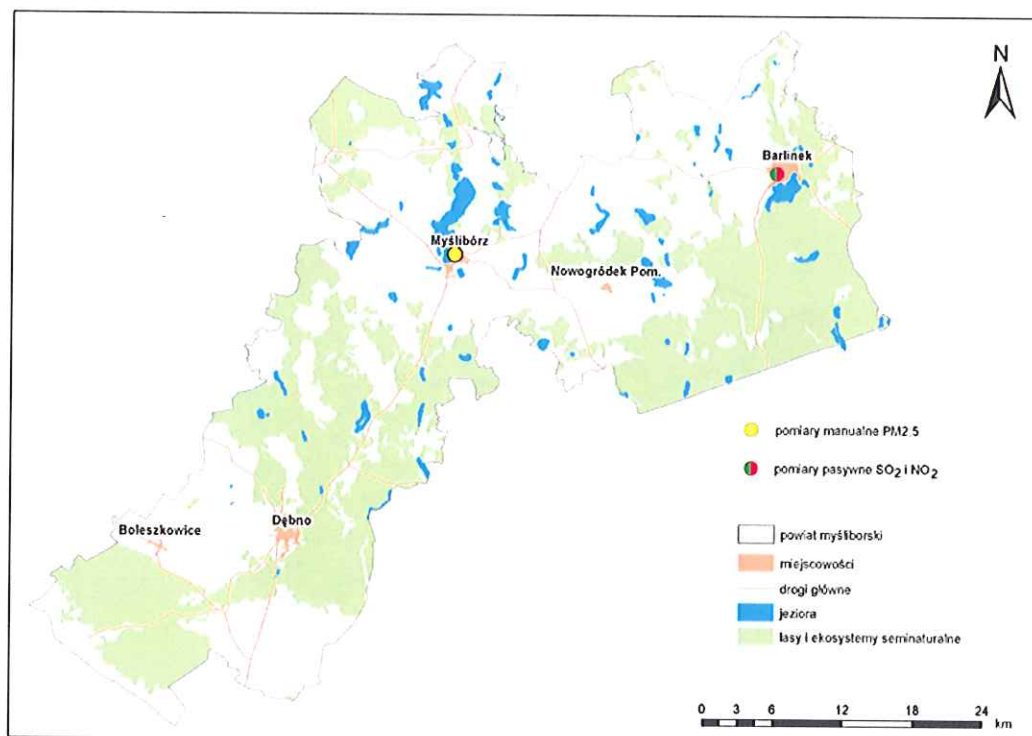 N
Barlinek
Myślibórz
Nowogródek Pom.
pomiary manualne PM2,5
pomiary pasywne SO2 i NO2
Boleszkowice
Dębno
powiat myśliborski
miejscowości
drogi główne
jeziora
lasy i ekosystemy seminaturalne
0 3 6 12 18 24
km